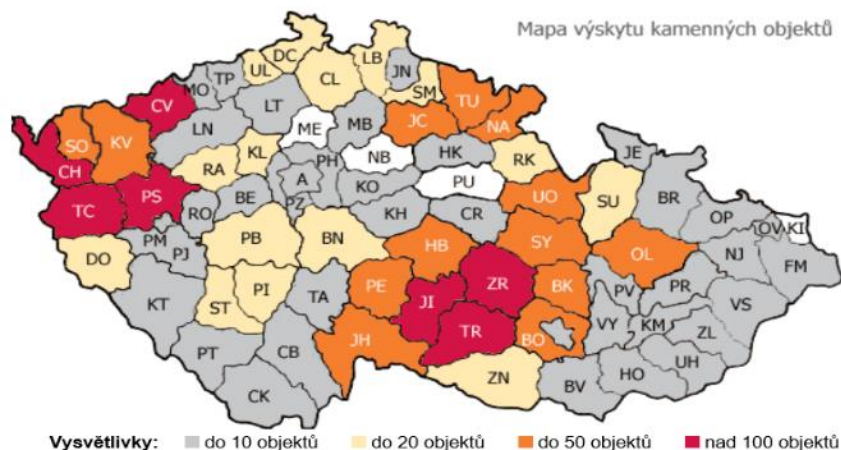 Mapa výskytu kamenných objektů
DC
LB
UL
JN
TP
CL
MO
SM
CV
TU
LT
JC
NA
LN
ME
MB
SO
KV
KL
NB
HK
JE
RA
PH
RK
CH
A
PU
BE
KO
UO
SU
BR
TC
PS
RO
PZ
OP
KH
CR
OV
KI
PM
PB
BN
SY
DO
PJ
HB
OL
NJ
FM
PE
ZR
BK
PV
PR
KT
ST
PI
TA
JI
VS
TR
BO
VY
KM
ZL
JH
PT
CB
UH
ZN
HO
CK
BV
Vysvětlivky: do 10 objektů do 20 objektů do 50 objektů nad 100 objektů